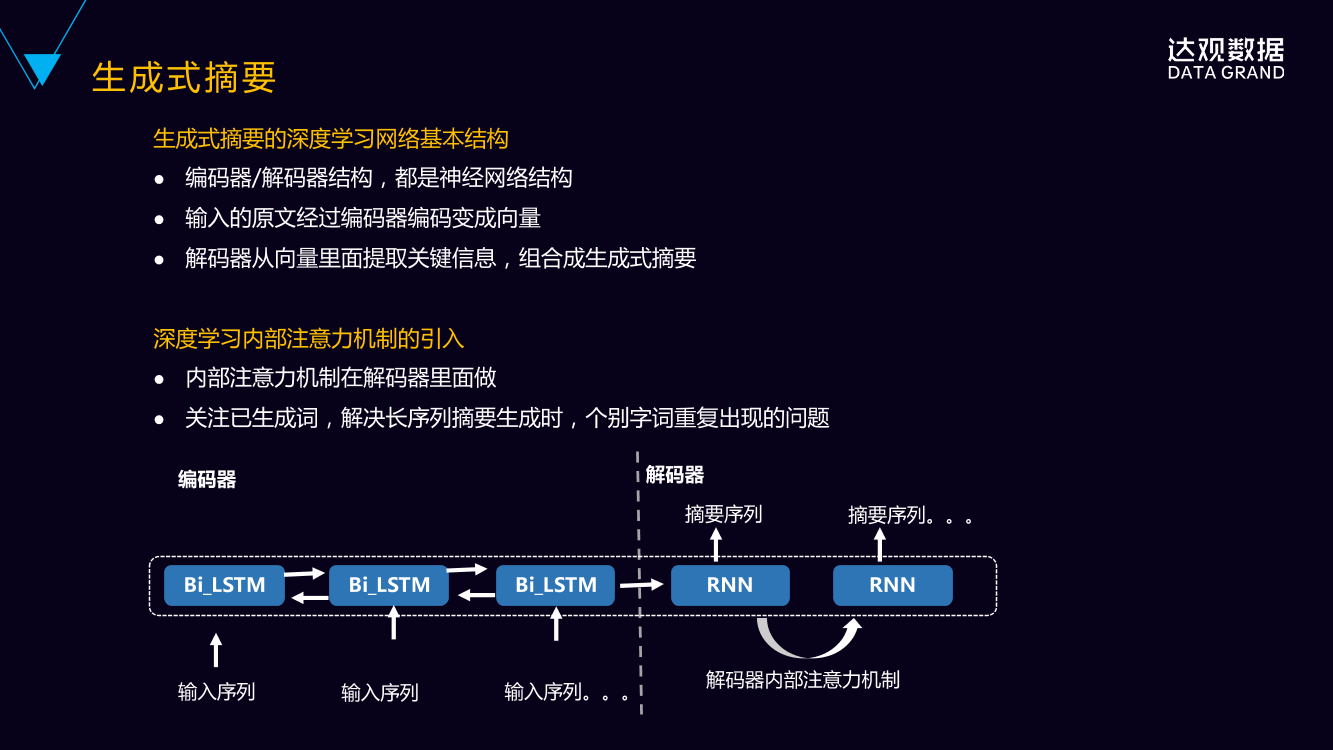 达观数据
DATA GRAND
生成式摘要
生成式摘要的深度学习网络基本结构
● 编码器/解码器结构，都是神经网络结构
● 输入的原文经过编码器编码变成向量
● 解码器从向量里面提取关键信息，组合成生成式摘要
深度学习内部注意力机制的引入
● 内部注意力机制在解码器里面做
● 关注已生成词，解决长序列摘要生成时，个别字词重复出现的问题
编码器
解码器
摘要序列
摘要序列。。。
Bi_LSTM
Bi_LSTM
Bi_LSTM
RNN
RNN
输入序列
输入序列
输入序列。。。
解码器内部注意力机制